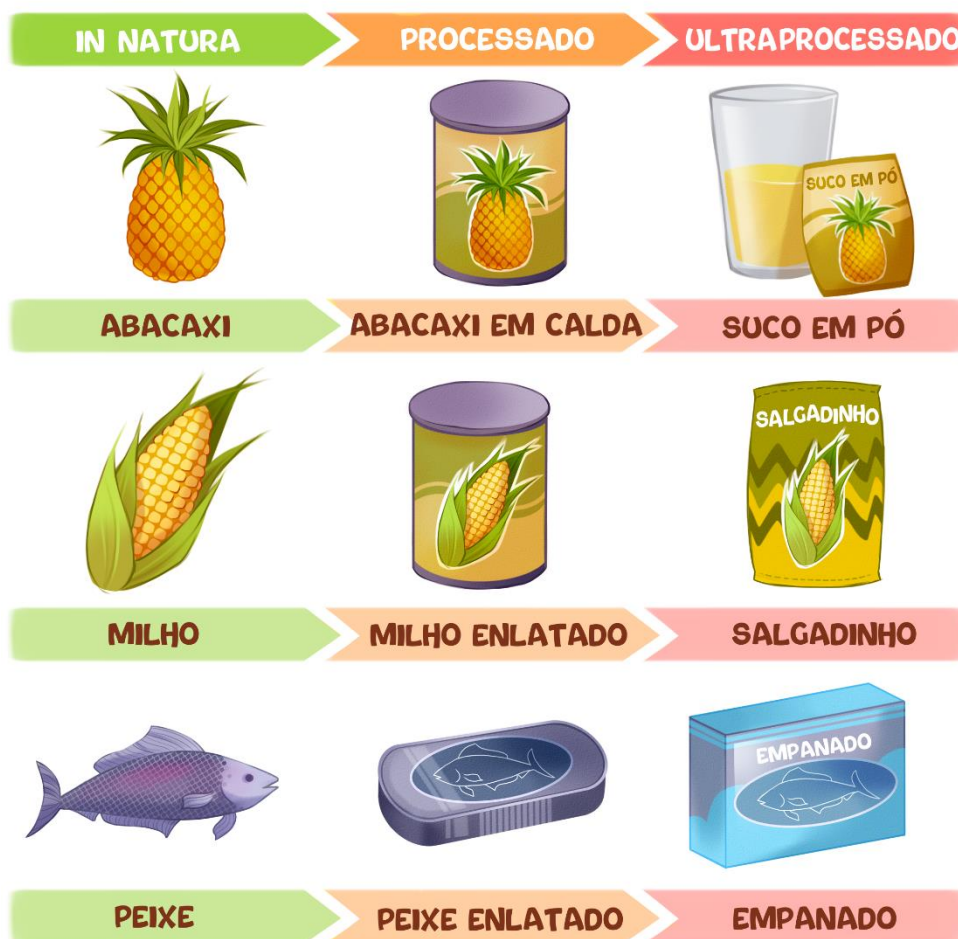 IN NATURA
PROCESSADO
ULTRAPROCESSADO
SUCO EM PÓ
ABACAXI
ABACAXI EM CALDA
SUCO EM PÓ
SALGADINHO
MILHO
MILHO ENLATADO
SALGADINHO
EMPANADO
PEIXE
PEIXE ENLATADO
EMPANADO